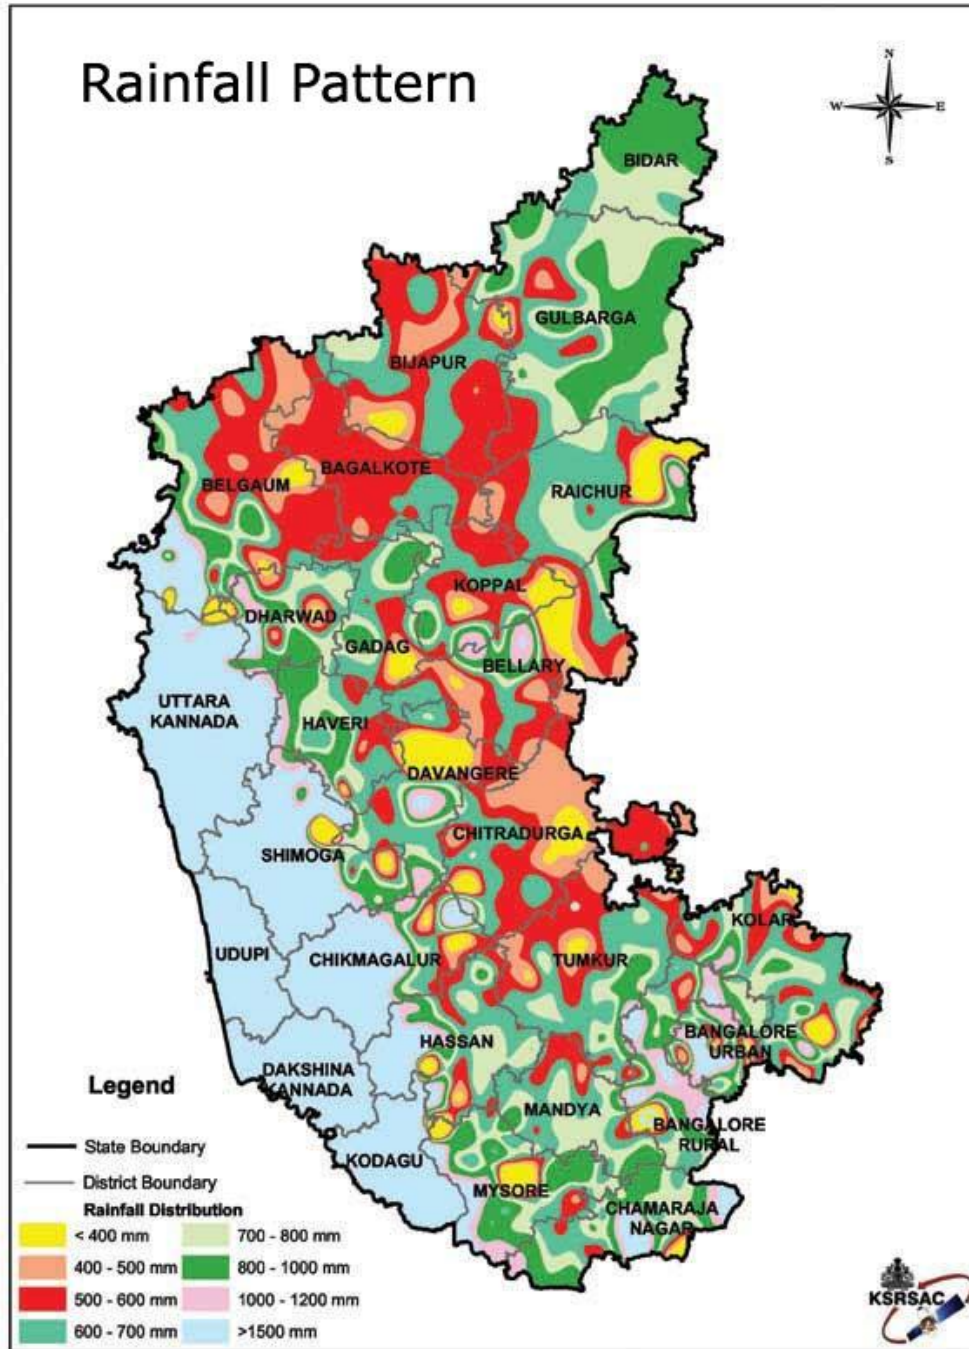 Rainfall Pattern
N
W E
S
BIDAR
GULBARGA
BIJAPUR
BAGALKOTE
BELGAUM
RAICHUR
KOPPAL
DHARWAD
GADAG
BELLARY
UTTARA
KANNADA
HAVERI
DAVANGERE
CHITRADURGA
SHIMOGA
KOLAR
UDUPI
CHIKMAGALUR
TUMKUR
BANGALORE
URBAN
HASSAN
DAKSHINA
KANNADA
MANDYA
BANGALORE
RURAL
KODAGU
MYSORE
CHAMARAJA
NAGAR
Legend
State Boundary
District Boundary
Rainfall Distribution
< 400 mm
400 - 500 mm
500 - 600 mm
600 - 700 mm
700 - 800 mm
800 - 1000 mm
1000 - 1200 mm
>1500 mm
KSRSAC